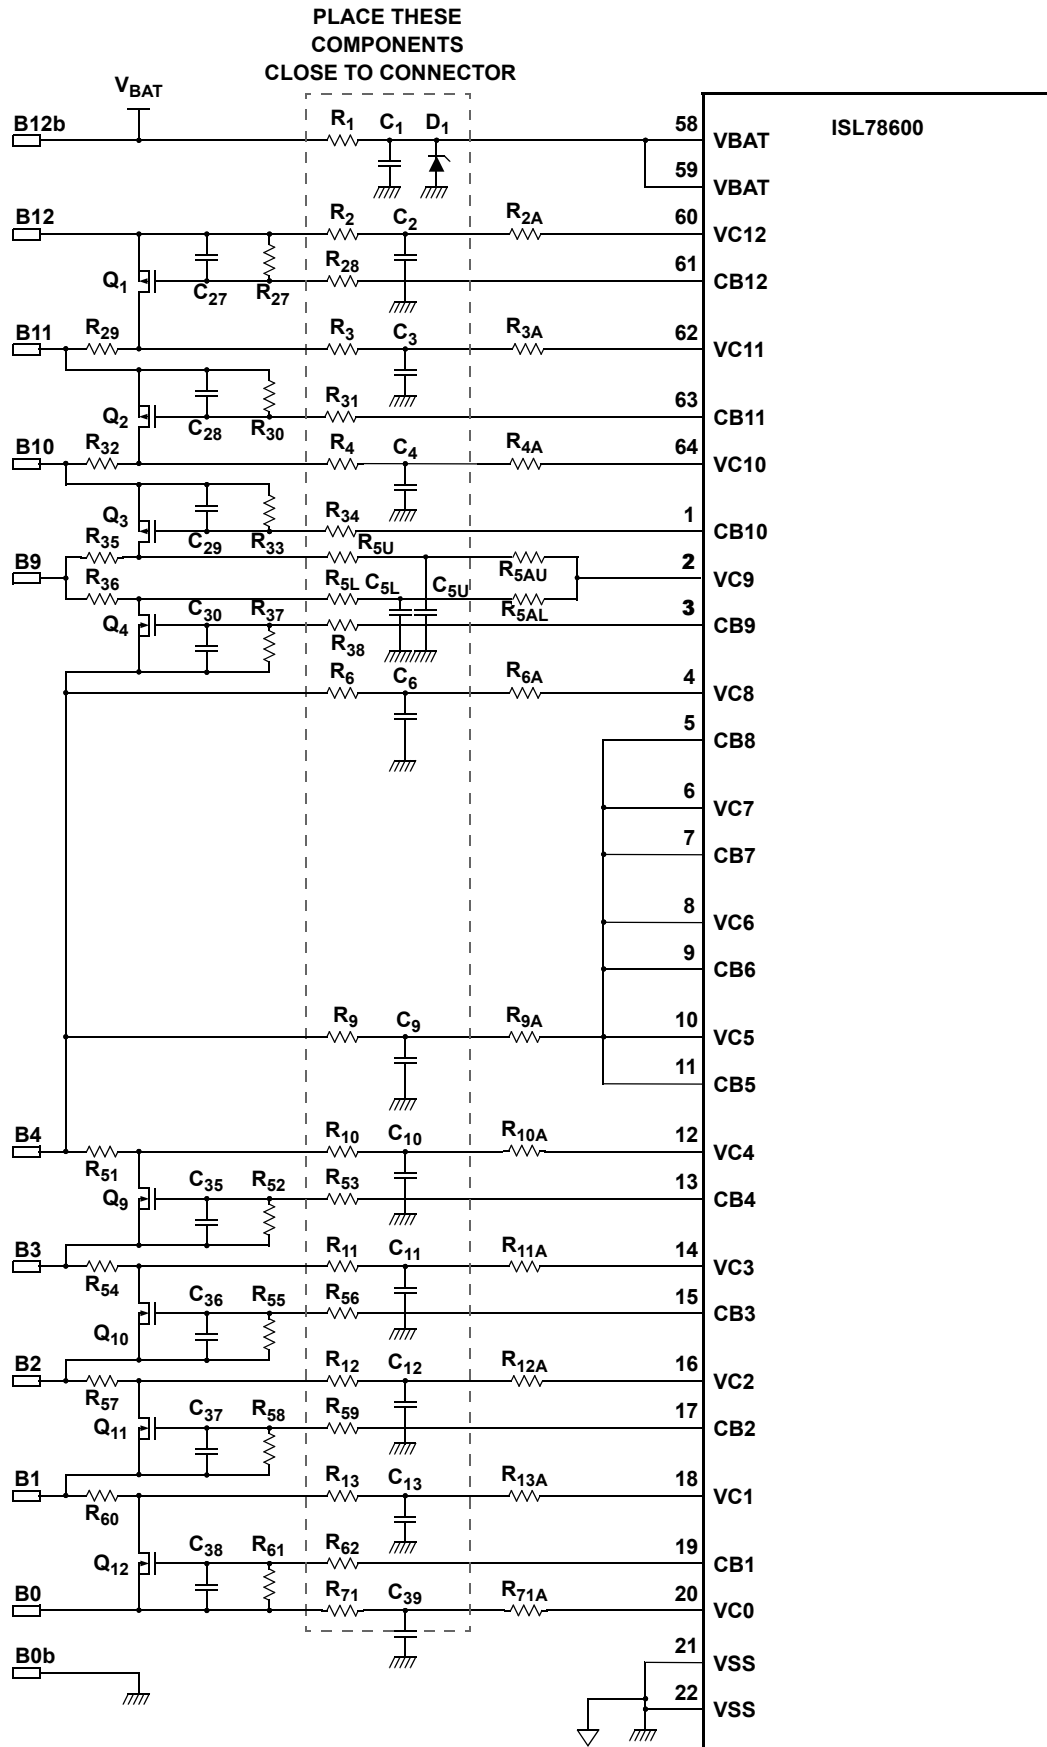 PLACE THESE
COMPONENTS
CLOSE TO CONNECTOR
VBAT
B12b R1 C1 D1 58 VBAT ISL78600
59 VBAT
B12 R2 C2 R2A 60 VC12
Q1 C27 R27 R28 61 CB12
B11 R29 R3 C3 R3A 62 VC11
Q2 C28 R30 R31 63 CB11
B10 R32 R4 C4 R4A 64 VC10
Q3 C29 R33 R34 1 CB10
R35 R5U R5AU
B9 2 VC9
R36 R5L C5L C5U R5AL
Q4 C30 R37 R38 3 CB9
R6 C6 R6A 4 VC8
5 CB8
6 VC7
7 CB7
8 VC6
9 CB6
R9 C9 R9A 10 VC5
11 CB5
B4 R51 R10 C10 R10A 12 VC4
Q9 C35 R52 R53 13 CB4
B3 R54 R11 C11 R11A 14 VC3
Q10 C36 R55 R56 15 CB3
B2 R57 R12 C12 R12A 16 VC2
Q11 C37 R58 R59 17 CB2
B1 R60 R13 C13 R13A 18 VC1
Q12 C38 R61 R62 19 CB1
B0 R71 C39 R71A 20 VC0
B0b 21 VSS
22 VSS